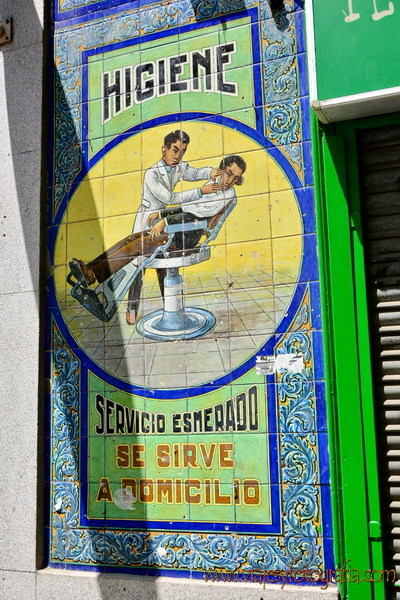 HIGIENE
SERVICIO ESMERADO
SE SIRVE
A DOMICILIO
www.viajesyfotografia.com